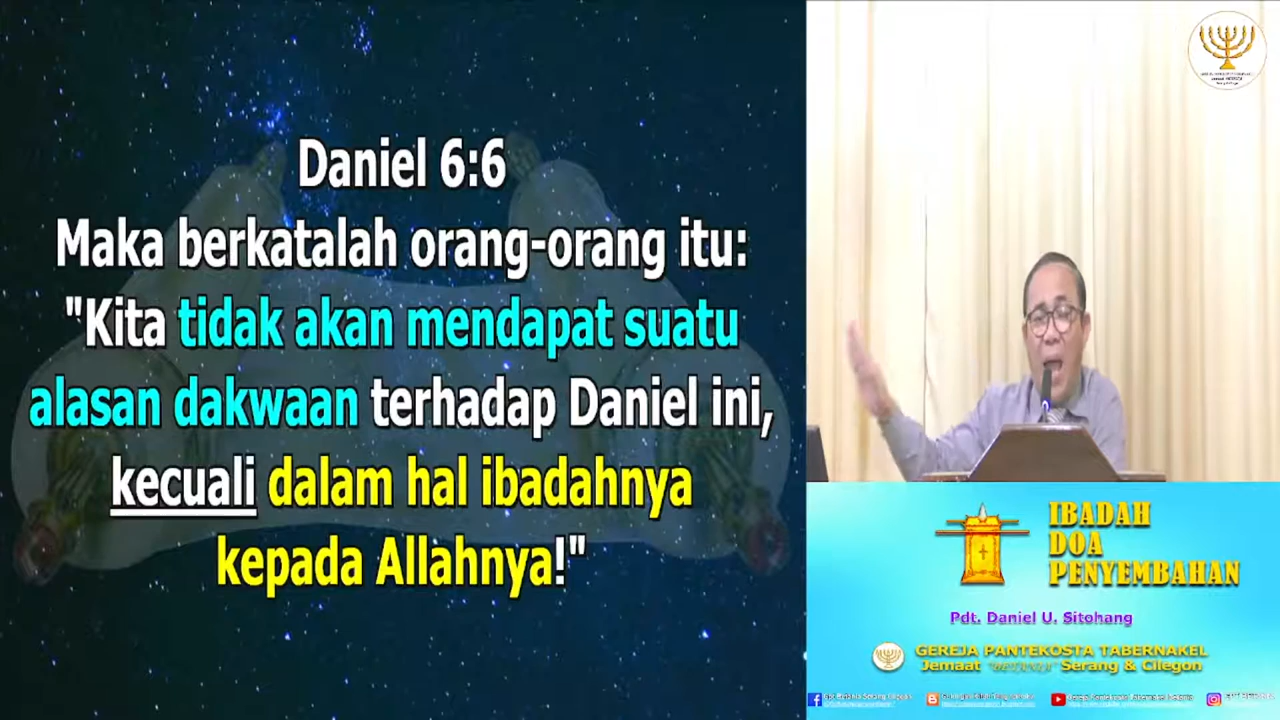 Daniel 6:6
Maka berkatalah orang-orang itu:
"Kita tidak akan mendapat suatu
alasan dakwaan terhadap Daniel ini,
kecuali dalam hal ibadahnya
kepada Allahnya!"
IBADAH
DOA
PENYEMBAHAN
Pdt. Daniel U. Sitohang
GEREJA PANTEKOSTA TABERNAKEL
Jemaat "BETANIA" Serang & Cilegon